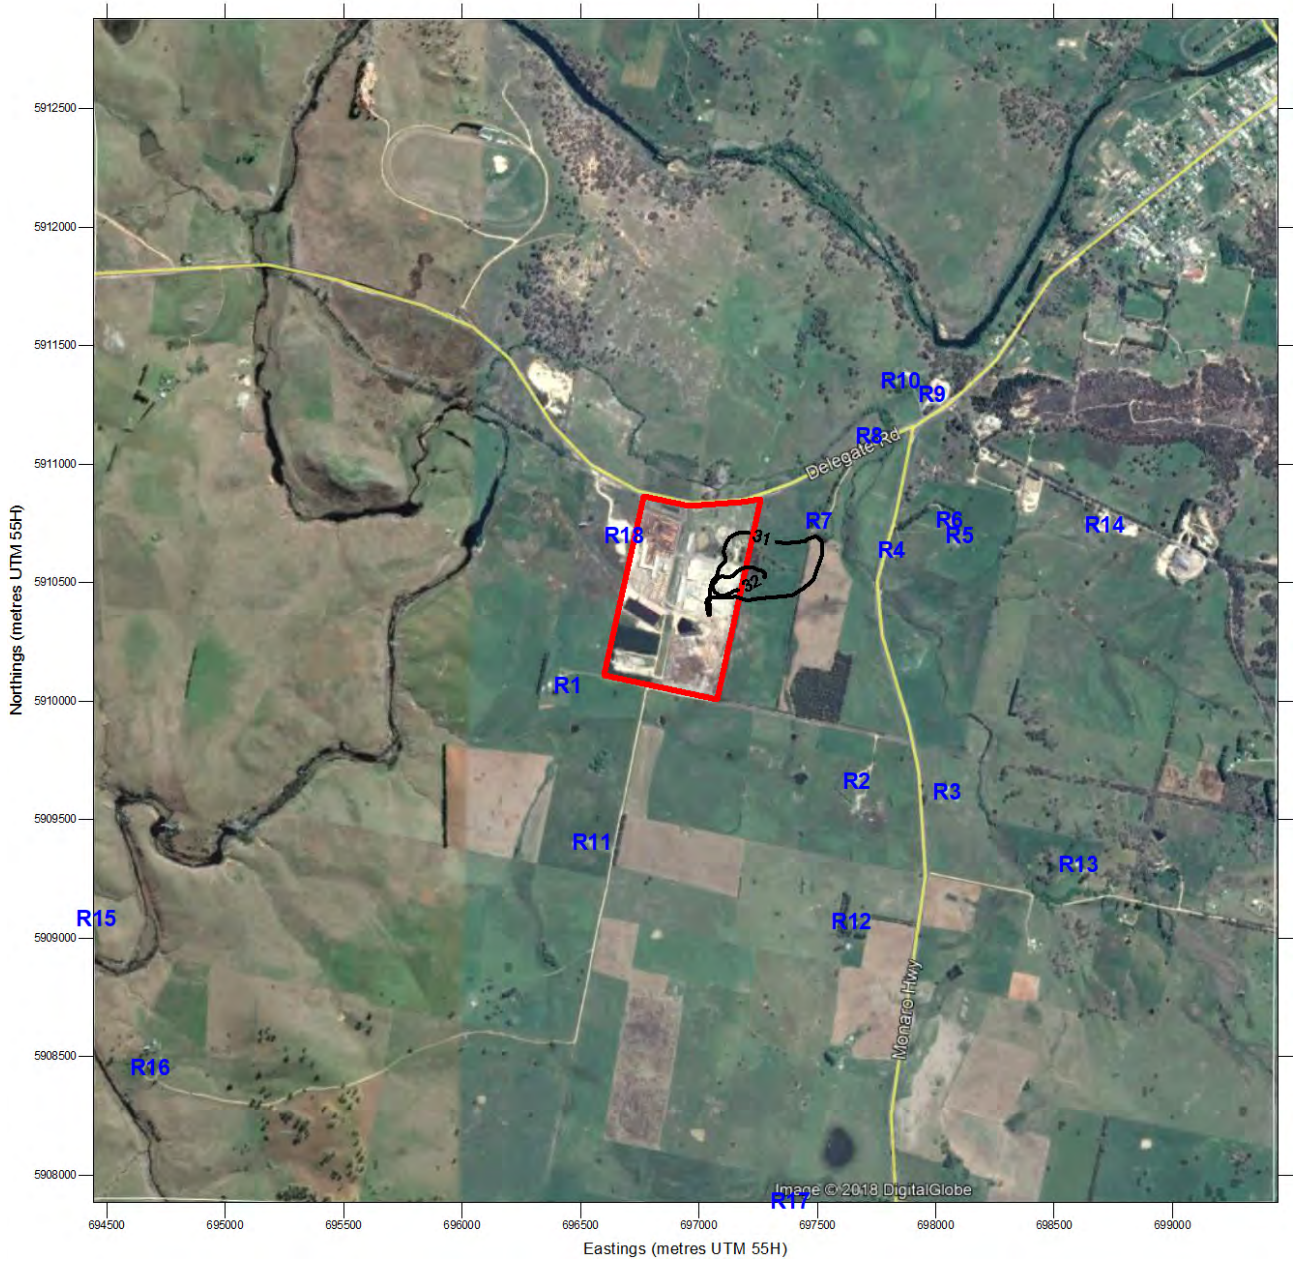 5912500
5912000
5911500
5911000
5910500
5910000
5909500
5909000
5908500
5908000
Northings (metres UTM 55H)
R10
R9
R8
Delegate Rd
R7
R6
R5
R14
R18
R4
31
32
R1
R2
R3
R11
R13
R15
R12
Monaro Hwy
R16
Image © 2018 DigitalGlobe
R17
694500 695000 695500 696000 696500 697000 697500 698000 698500 699000
Eastings (metres UTM 55H)